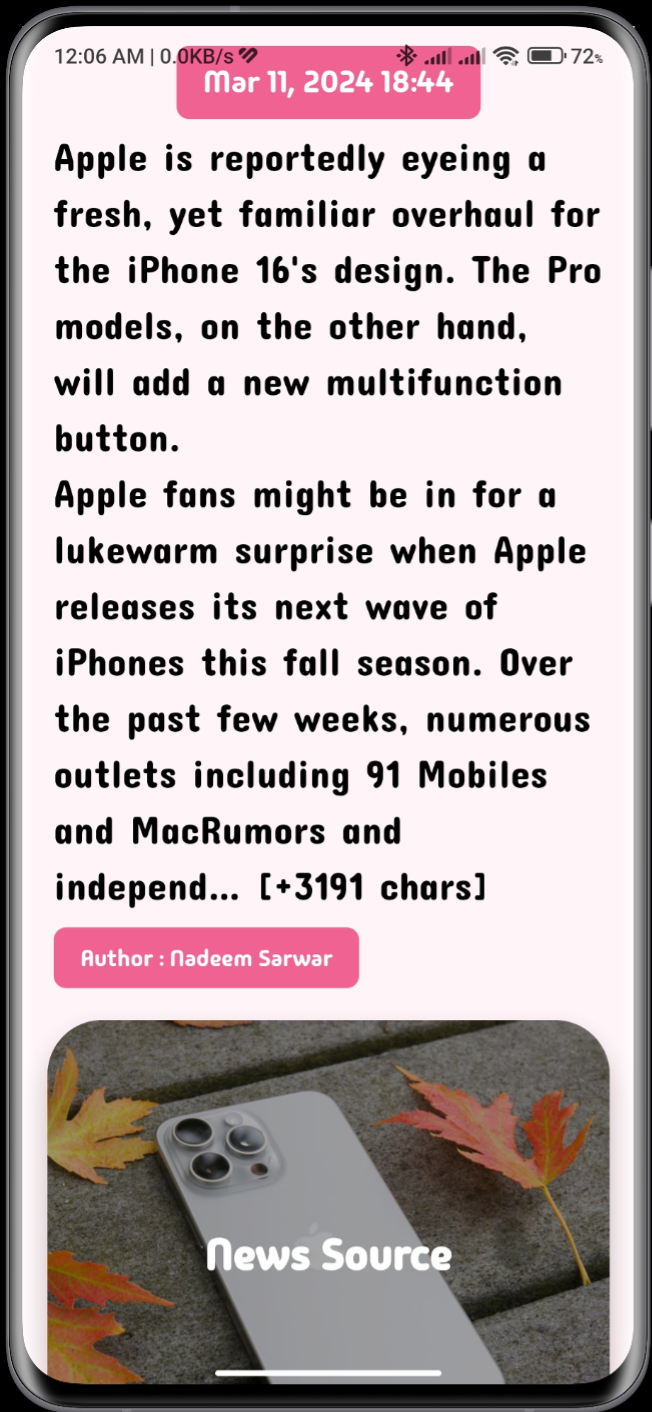 12:06 AM | 0.0KB/s
72%
Mar 11, 2024 18:44
Apple is reportedly eyeing a
fresh, yet familiar overhaul for
the iPhone 16's design. The Pro
models, on the other hand,
will add a new multifunction
button.
Apple fans might be in for a
lukewarm surprise when Apple
releases its next wave of
iPhones this fall season. Over
the past few weeks, numerous
outlets including 91 Mobiles
and MacRumors and
independ... [+3191 chars]
Author : Nadeem Sarwar
News Source